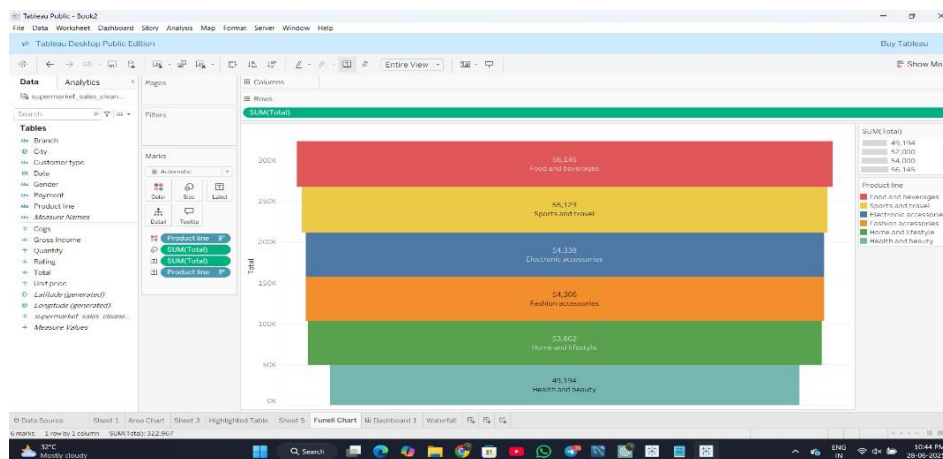 Tableau Public - Book2
File Data Worksheet Dashboard Story Analysis Map Format Server Window Help
Tableau Desktop Public Edition
Buy Tableau
Entire View
Show Me
Data Analytics
supermarket_sales_clean...
Search
Tables
Abc Branch
City
Abc Customer type
Date
Abc Gender
Abc Payment
Abc Product line
Abc Measure Names
Cogs
Gross Income
Quantity
Rating
Total
Unit price
Latitude (generated)
Longitude (generated)
supermarket_sales_cleane...
Measure Values
Pages
Filters
Marks
Automatic
Color Size Label
Detail Tooltip
Product line
SUM(Total)
SUM(Total)
Product line
Columns
Rows
SUM(Total)
Total
300K
250K
200K
150K
100K
50K
0K
56,145
Food and beverages
55,123
Sports and travel
54,338
Electronic accessories
54,306
Fashion accessories
53,862
Home and lifestyle
49,194
Health and beauty
SUM(Total)
49,194
52,000
54,000
56,145
Product line
Food and beverages
Sports and travel
Electronic accessorie
Fashion accessories
Home and lifestyle
Health and beauty
Data Source Sheet 1 Area Chart Sheet 3 Highlighted Table Sheet 5 Funell Chart Dashboard 1 Waterfall
6 marks 1 row by 1 column SUM(Total): 322,967
32°C
Mostly cloudy
Search
ENG
IN
10:44 PM